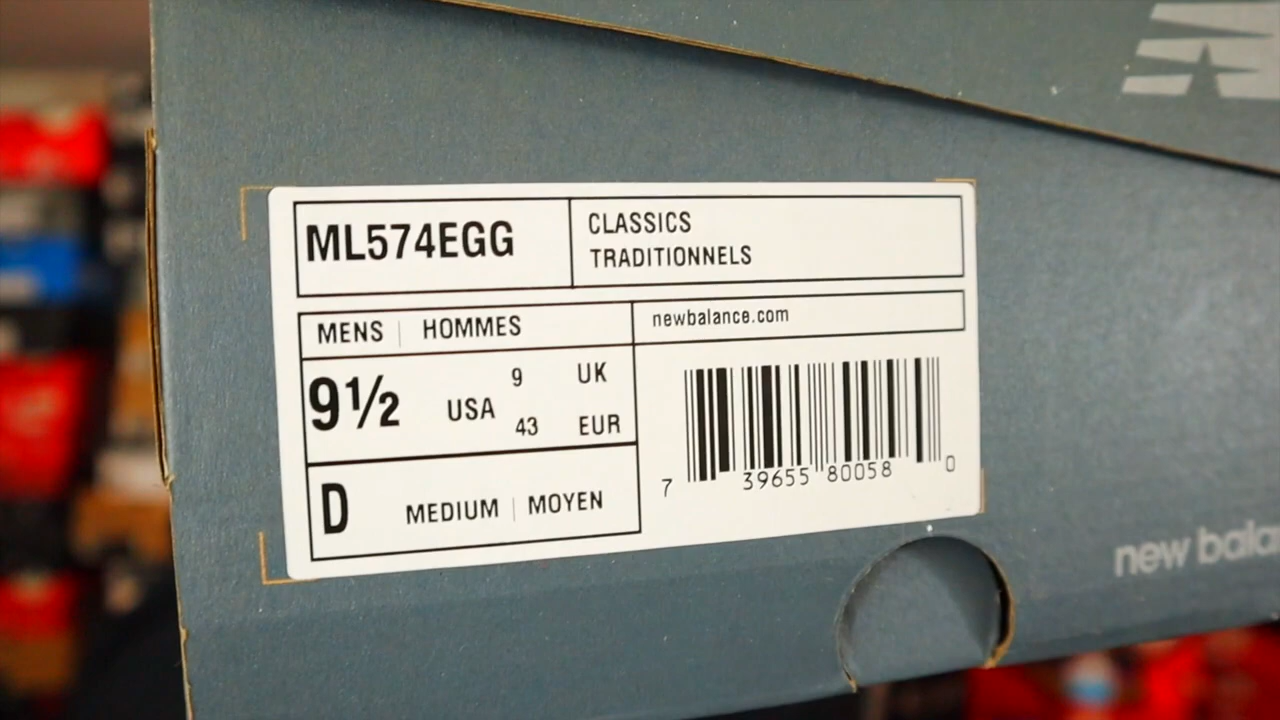 ML574EGG
CLASSICS
TRADITIONNELS
MENS | HOMMES
newbalance.com
9½ USA
9 UK
43 EUR
D MEDIUM | MOYEN
7 39655 80058 0
new bala